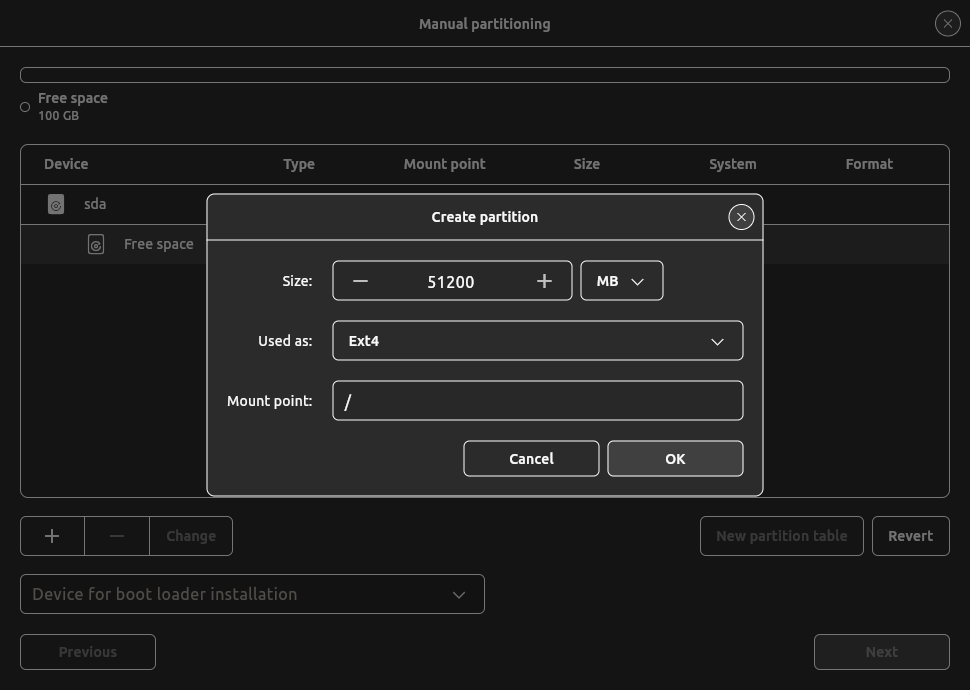 Manual partitioning
Free space
100 GB
Device Type Mount point Size System Format
sda
Free space
Create partition
Size: 51200 MB
Used as: Ext4
Mount point: /
Cancel OK
Change New partition table Revert
Device for boot loader installation
Previous Next